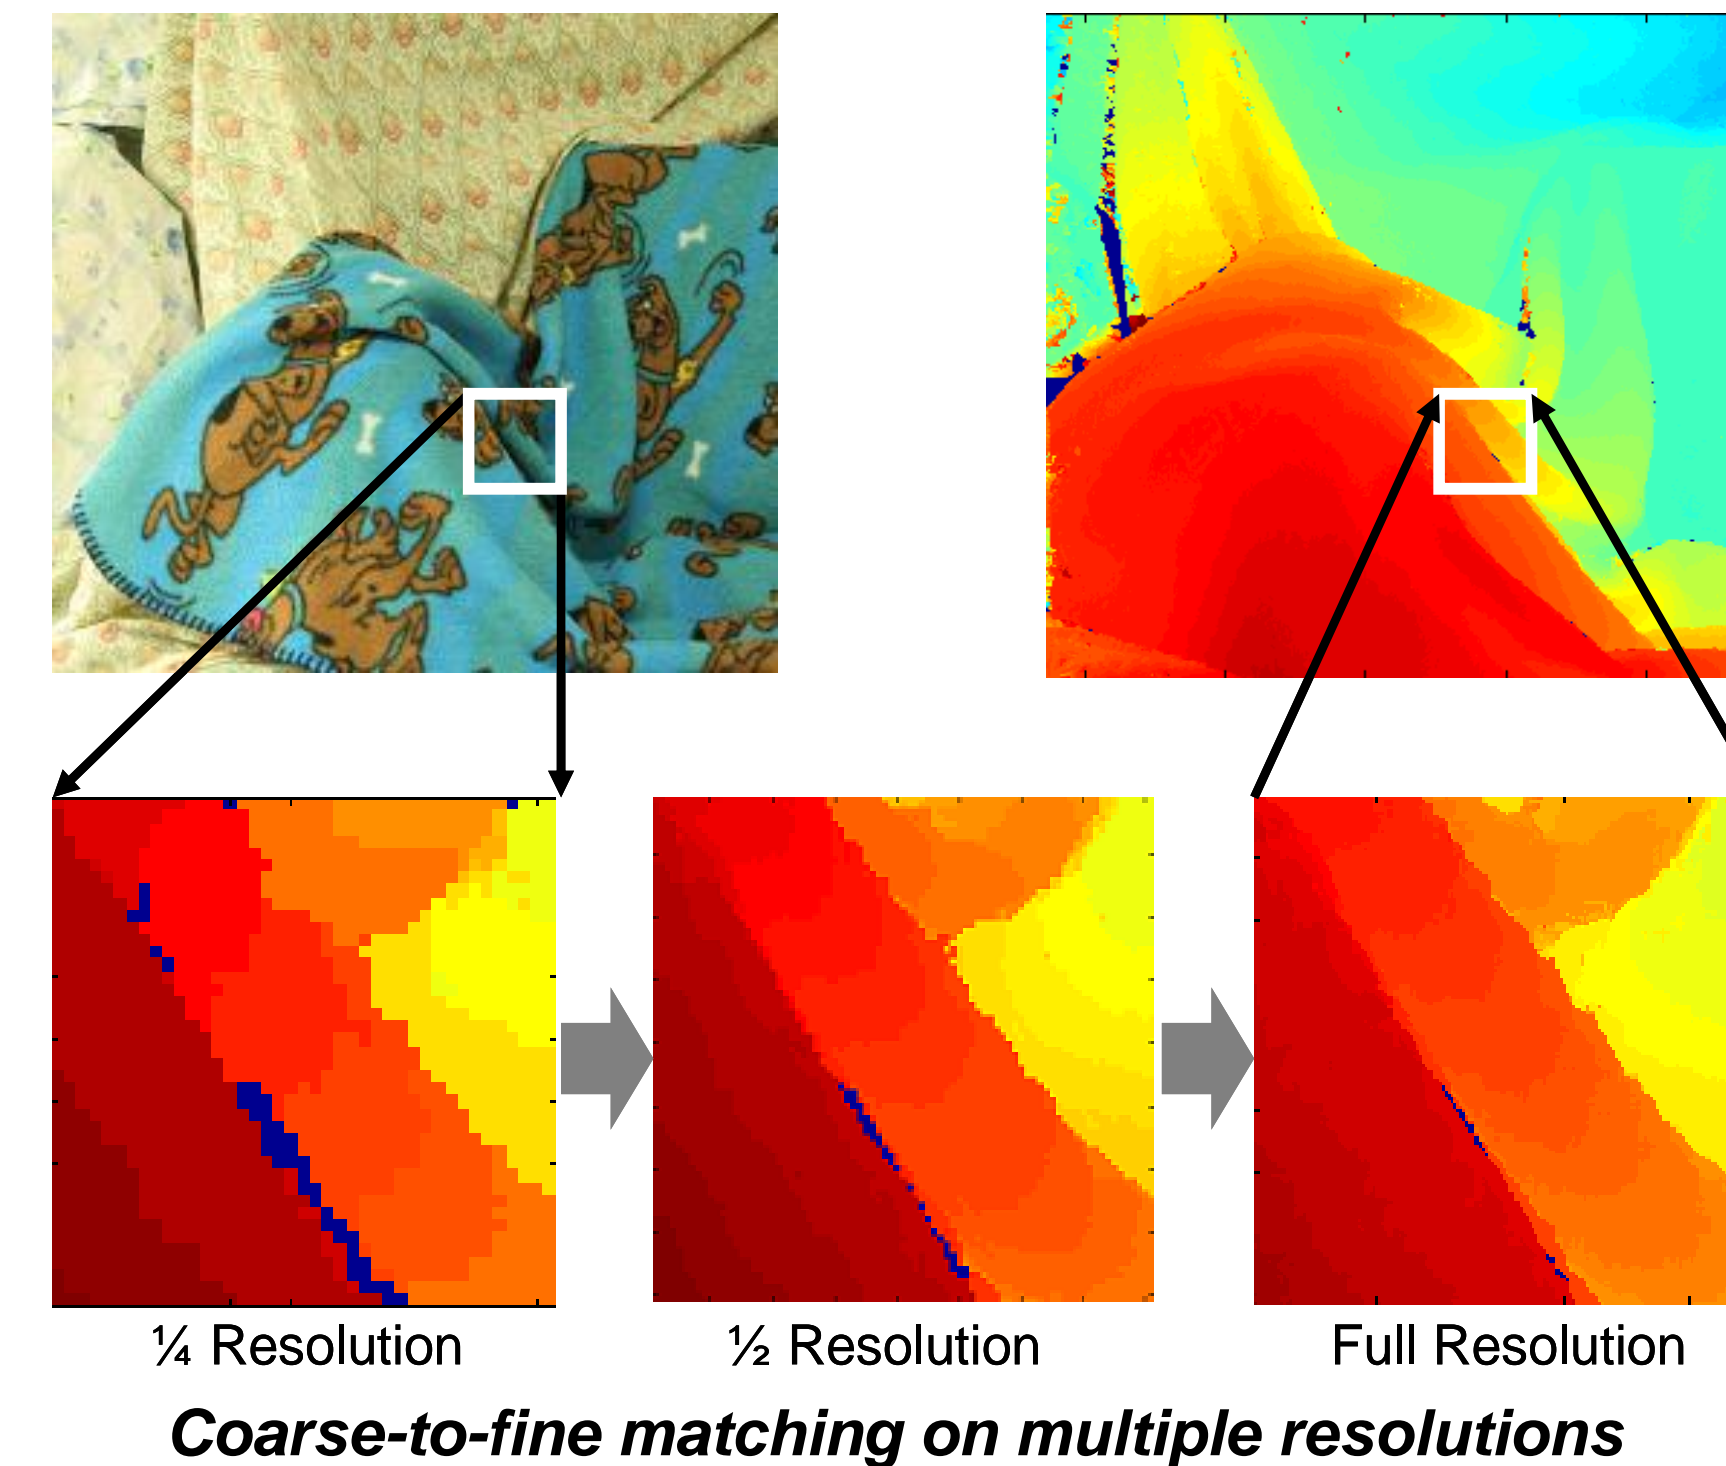 ¼ Resolution
½ Resolution
Full Resolution
Coarse-to-fine matching on multiple resolutions